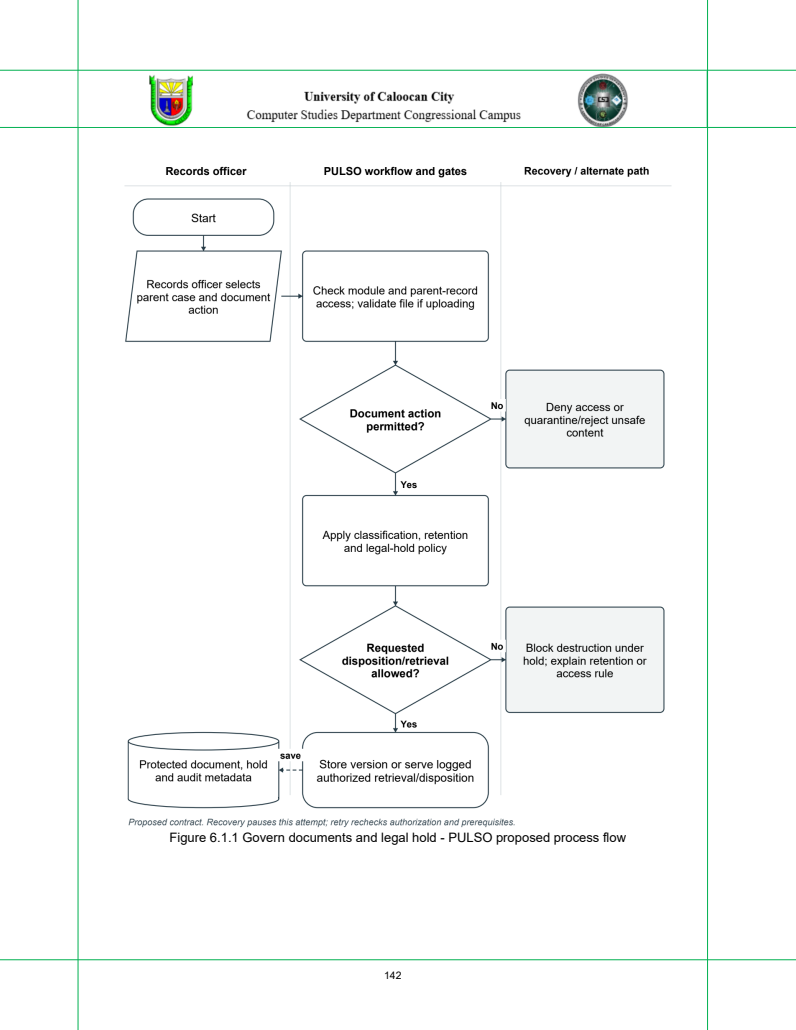 University of Caloocan City
Computer Studies Department Congressional Campus
Records officer
PULSO workflow and gates
Recovery / alternate path
Start
Records officer selects
parent case and document
action
Check module and parent-record
access; validate file if uploading
Document action
permitted?
No
Deny access or
quarantine/reject unsafe
content
Yes
Apply classification, retention
and legal-hold policy
Requested
disposition/retrieval
allowed?
No
Block destruction under
hold; explain retention or
access rule
Yes
Protected document, hold
and audit metadata
save
Store version or serve logged
authorized retrieval/disposition
Proposed contract. Recovery pauses this attempt; retry rechecks authorization and prerequisites.
Figure 6.1.1 Govern documents and legal hold - PULSO proposed process flow
142